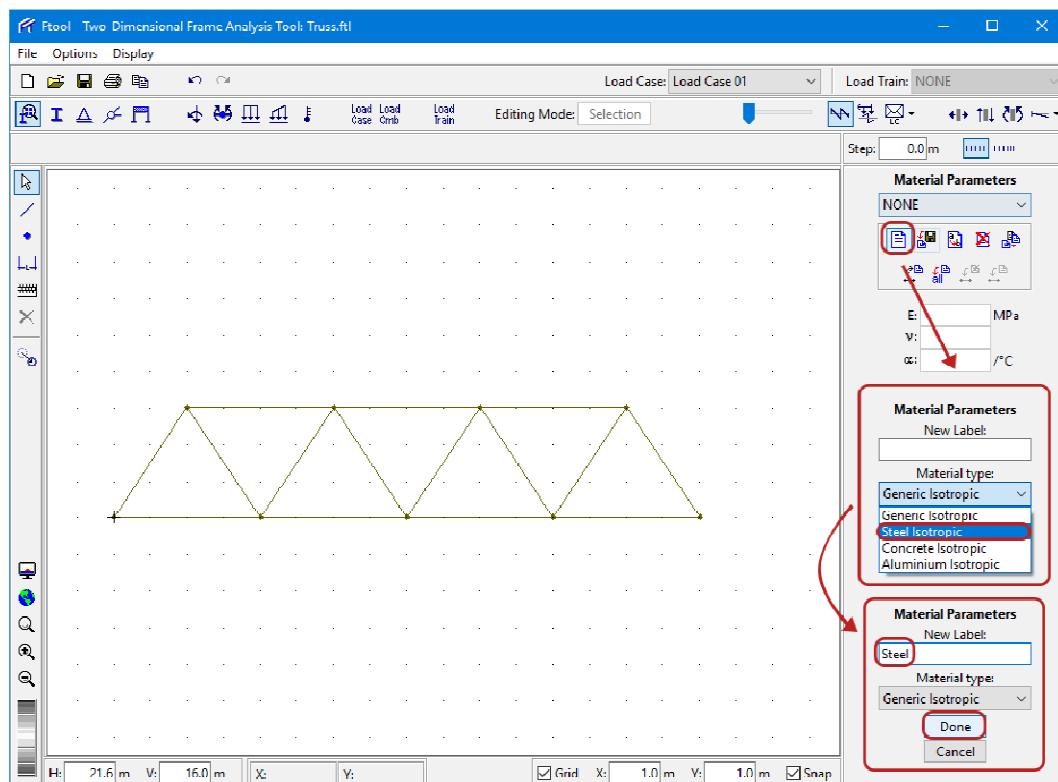 Ftool - Two-Dimensional Frame Analysis Tool: Truss.ftl
File Options Display
Load Case: Load Case 01 Load Train: NONE
Load Case Load Cmb Load Train Editing Mode: Selection LC
Step: 0.0 m
Material Parameters
NONE
all
E: MPa
ν:
α: /°C
Material Parameters
New Label:
Material type:
Generic Isotropic
Generic Isotropic
Steel Isotropic
Concrete Isotropic
Aluminium Isotropic
Material Parameters
New Label:
Steel
Material type:
Generic Isotropic
Done
Cancel
H: 21.6 m V: 16.0 m X: Y: Grid X: 1.0 m Y: 1.0 m Snap